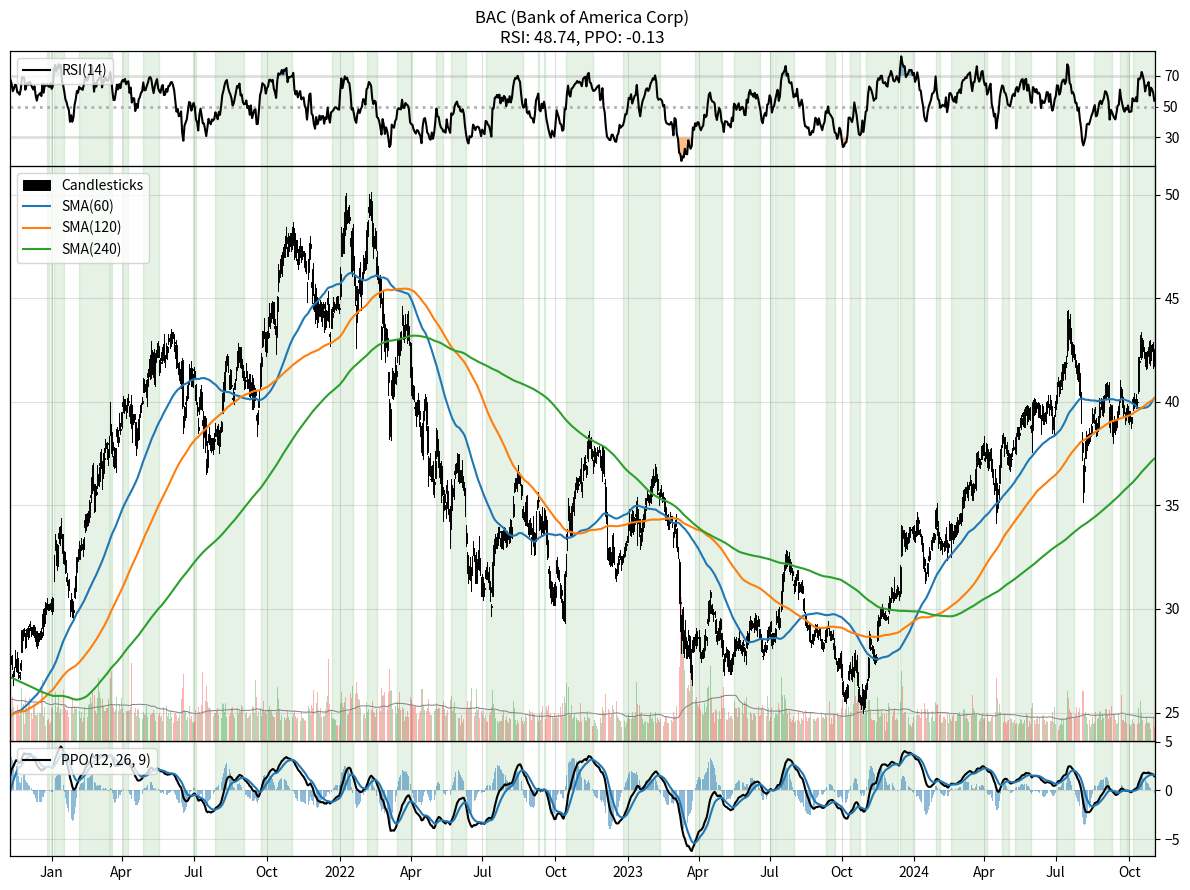 BAC (Bank of America Corp)
RSI: 48.74, PPO: -0.13
RSI(14)
70
50
30
Candlesticks
SMA(60)
SMA(120)
SMA(240)
50
45
40
35
30
25
PPO(12, 26, 9)
5
0
−5
Jan Apr Jul Oct 2022 Apr Jul Oct 2023 Apr Jul Oct 2024 Apr Jul Oct